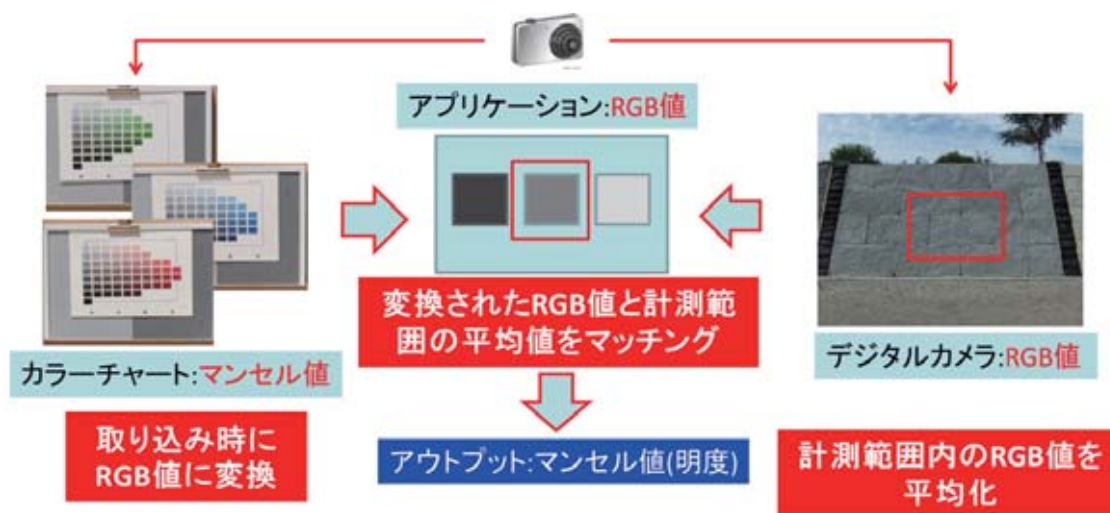 アプリケーション:RGB値
変換されたRGB値と計測範
囲の平均値をマッチング
カラーチャート:マンセル値
デジタルカメラ:RGB値
取り込み時に
RGB値に変換
アウトプット:マンセル値(明度)
計測範囲内のRGB値を
平均化